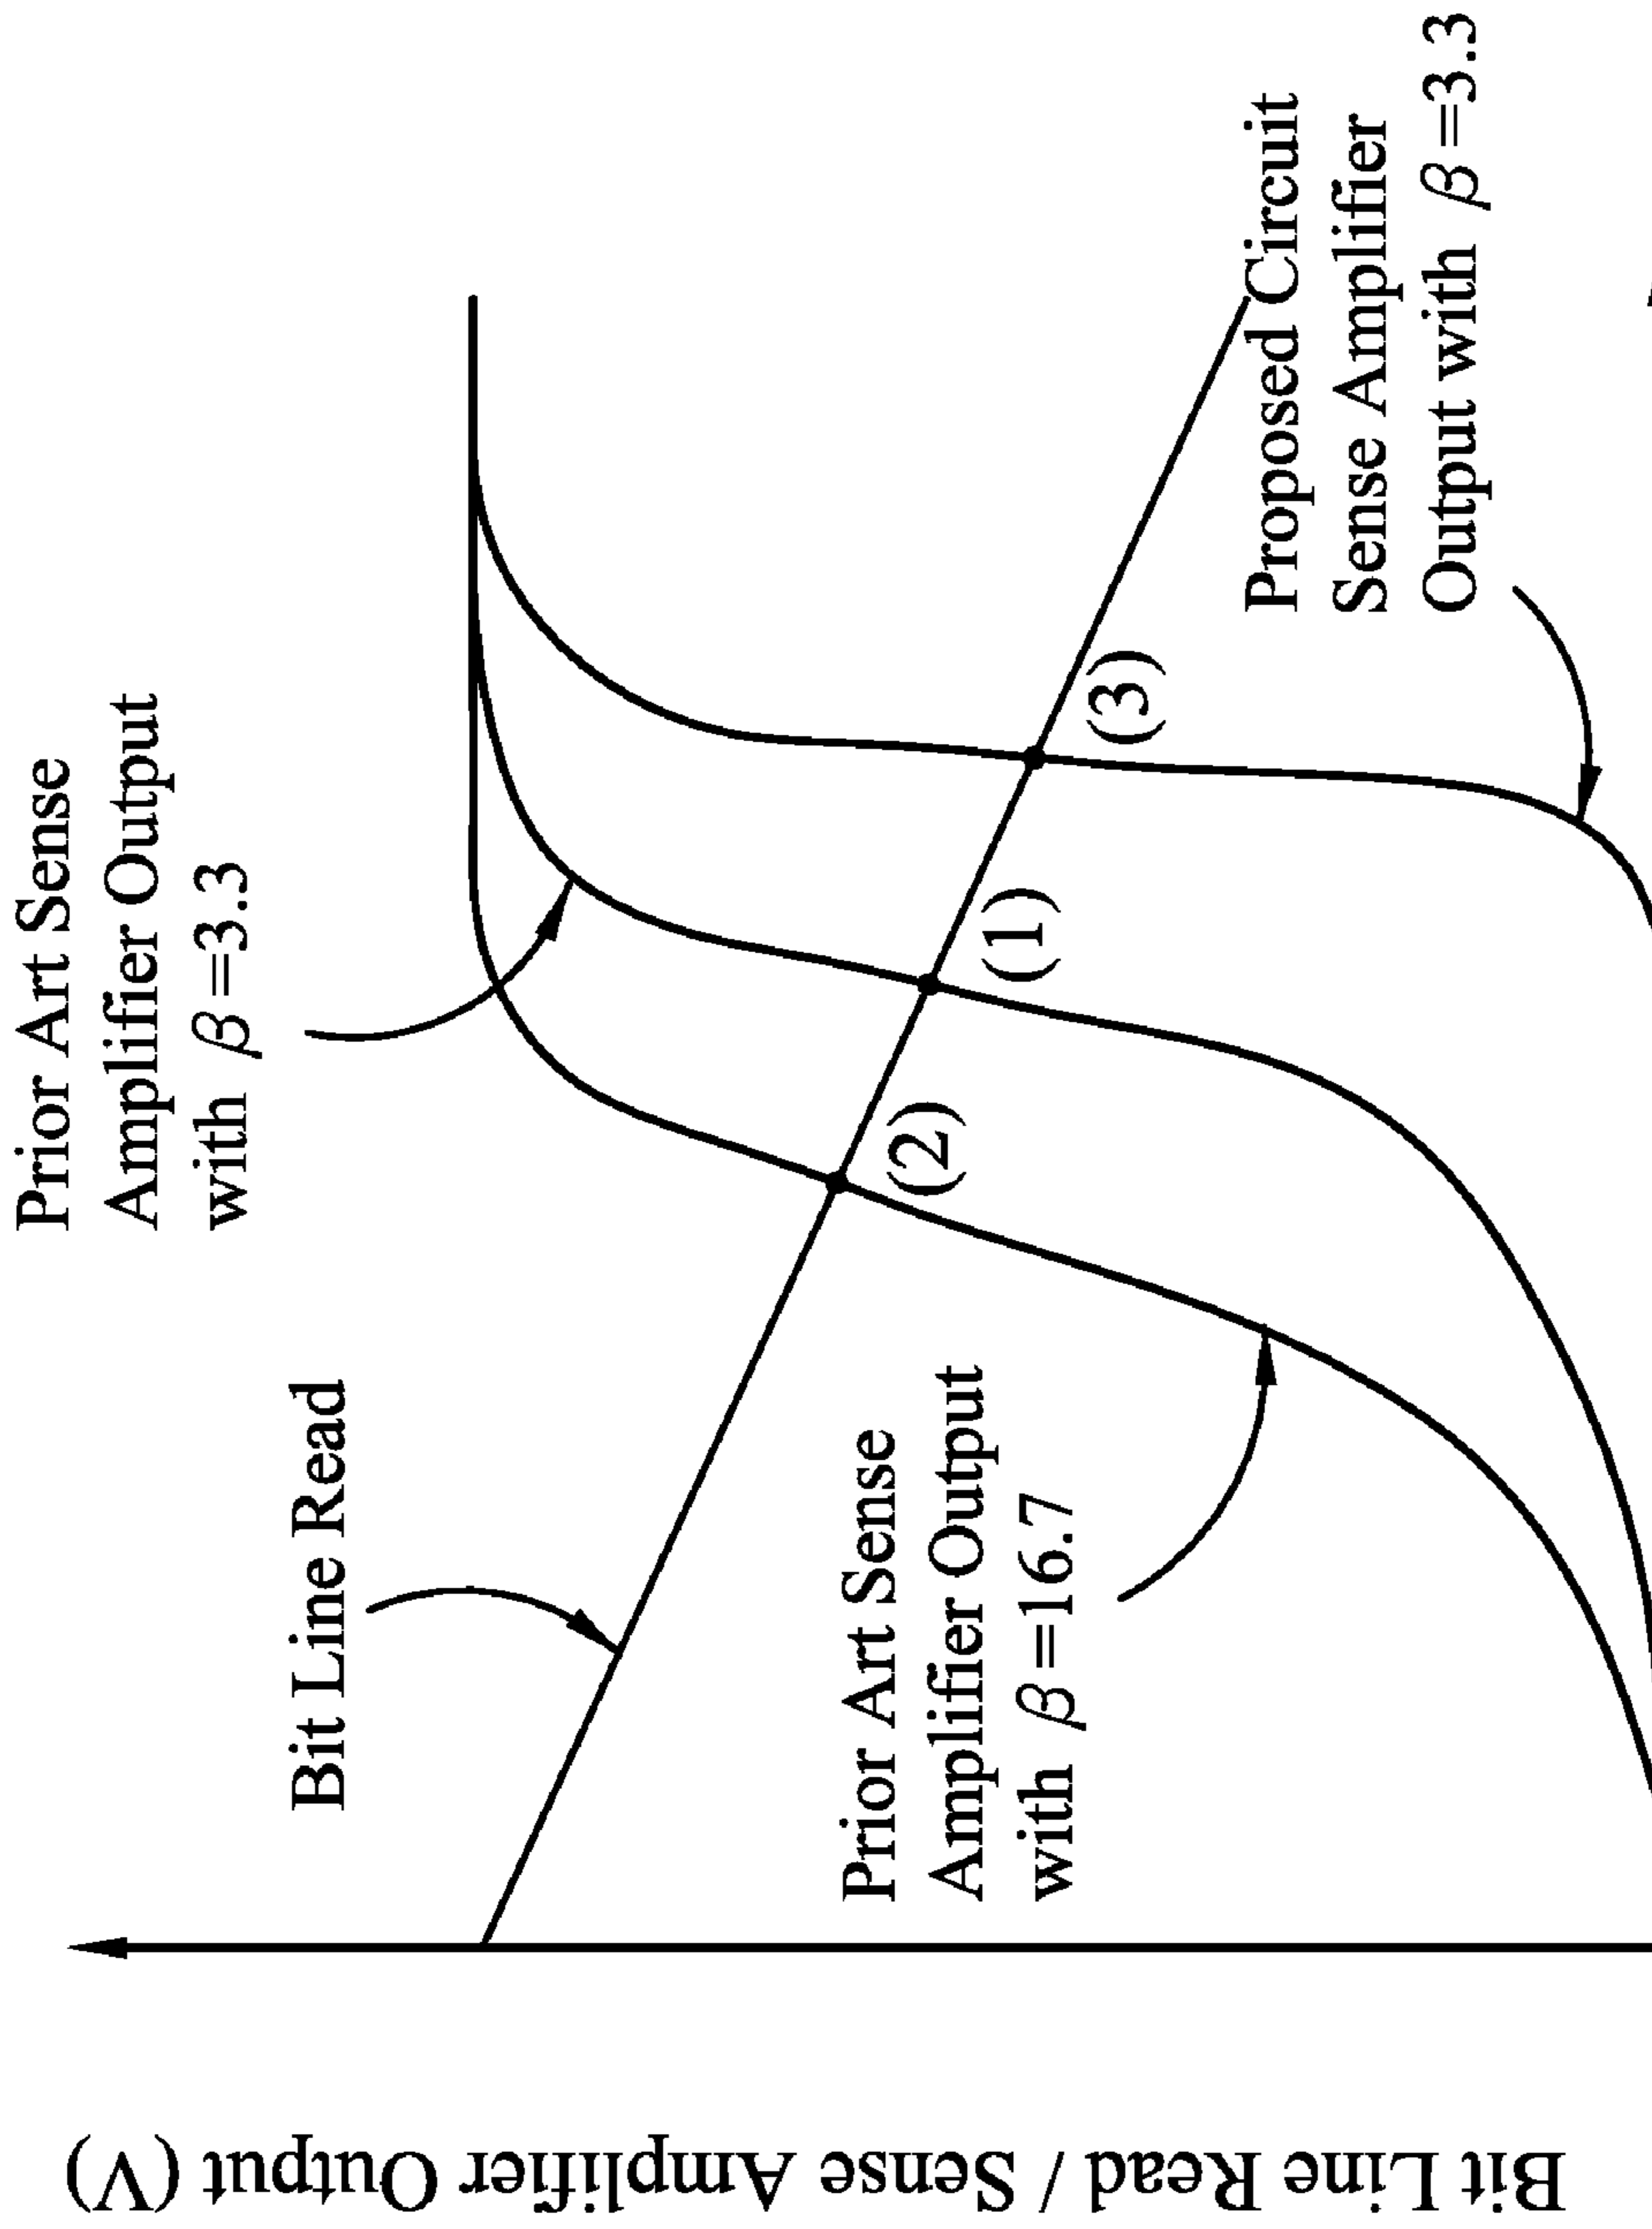 Prior Art Sense
Amplifier Output
with β=3.3
Bit Line Read
Prior Art Sense
Amplifier Output
with β=16.7
(2)
(1)
(3)
Proposed Circuit
Sense Amplifier
Output with β=3.3
Bit Line Read / Sense Amplifier Output (V)